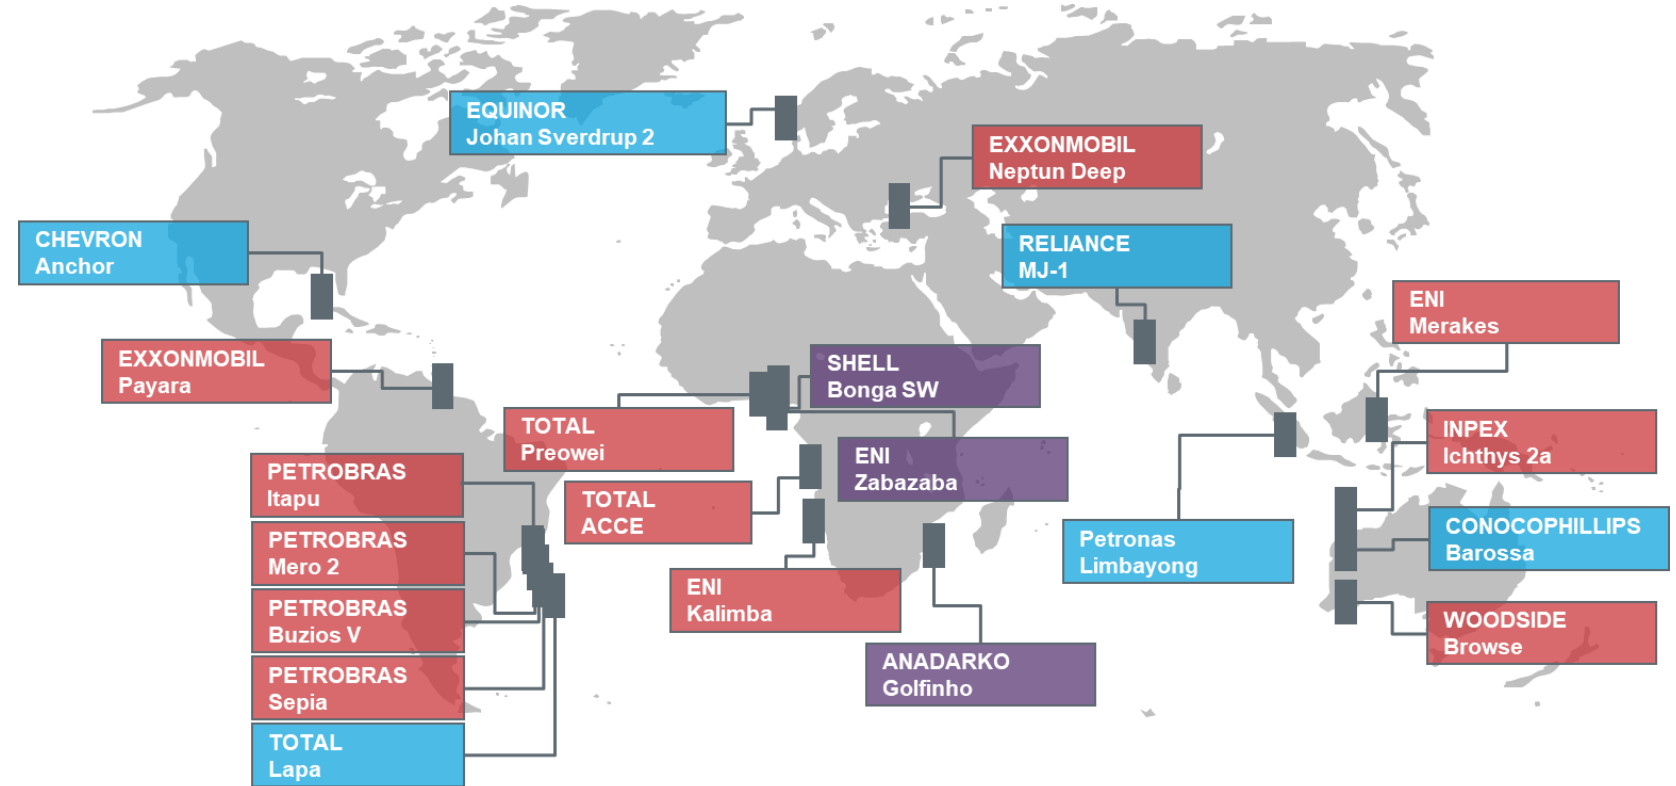 EQUINOR
Johan Sverdrup 2
EXXONMOBIL
Neptun Deep
CHEVRON
Anchor
RELIANCE
MJ-1
ENI
Merakes
EXXONMOBIL
Payara
SHELL
Bonga SW
TOTAL
Preowei
INPEX
Ichthys 2a
ENI
Zabazaba
PETROBRAS
Itapu
TOTAL
ACCE
CONOCOPHILLIPS
Barossa
Petronas
Limbayong
PETROBRAS
Mero 2
ENI
Kalimba
PETROBRAS
Buzios V
WOODSIDE
Browse
ANADARKO
Golfinho
PETROBRAS
Sepia
TOTAL
Lapa